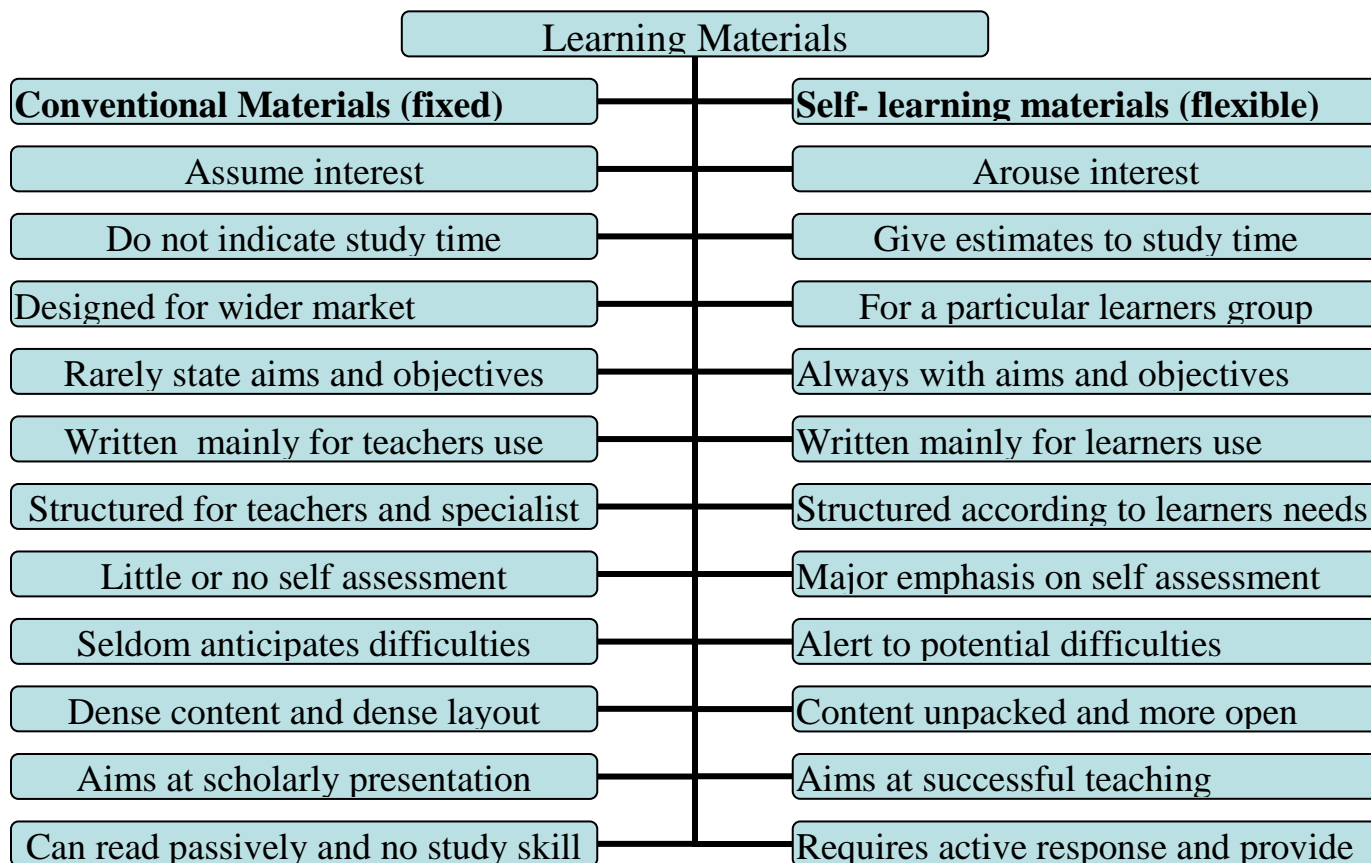 Learning Materials
Conventional Materials (fixed)
Self- learning materials (flexible)
Assume interest
Arouse interest
Do not indicate study time
Give estimates to study time
Designed for wider market
For a particular learners group
Rarely state aims and objectives
Always with aims and objectives
Written  mainly for teachers use
Written mainly for learners use
Structured for teachers and specialist
Structured according to learners needs
Little or no self assessment
Major emphasis on self assessment
Seldom anticipates difficulties
Alert to potential difficulties
Dense content and dense layout
Content unpacked and more open
Aims at scholarly presentation
Aims at successful teaching
Can read passively and no study skill
Requires active response and provide